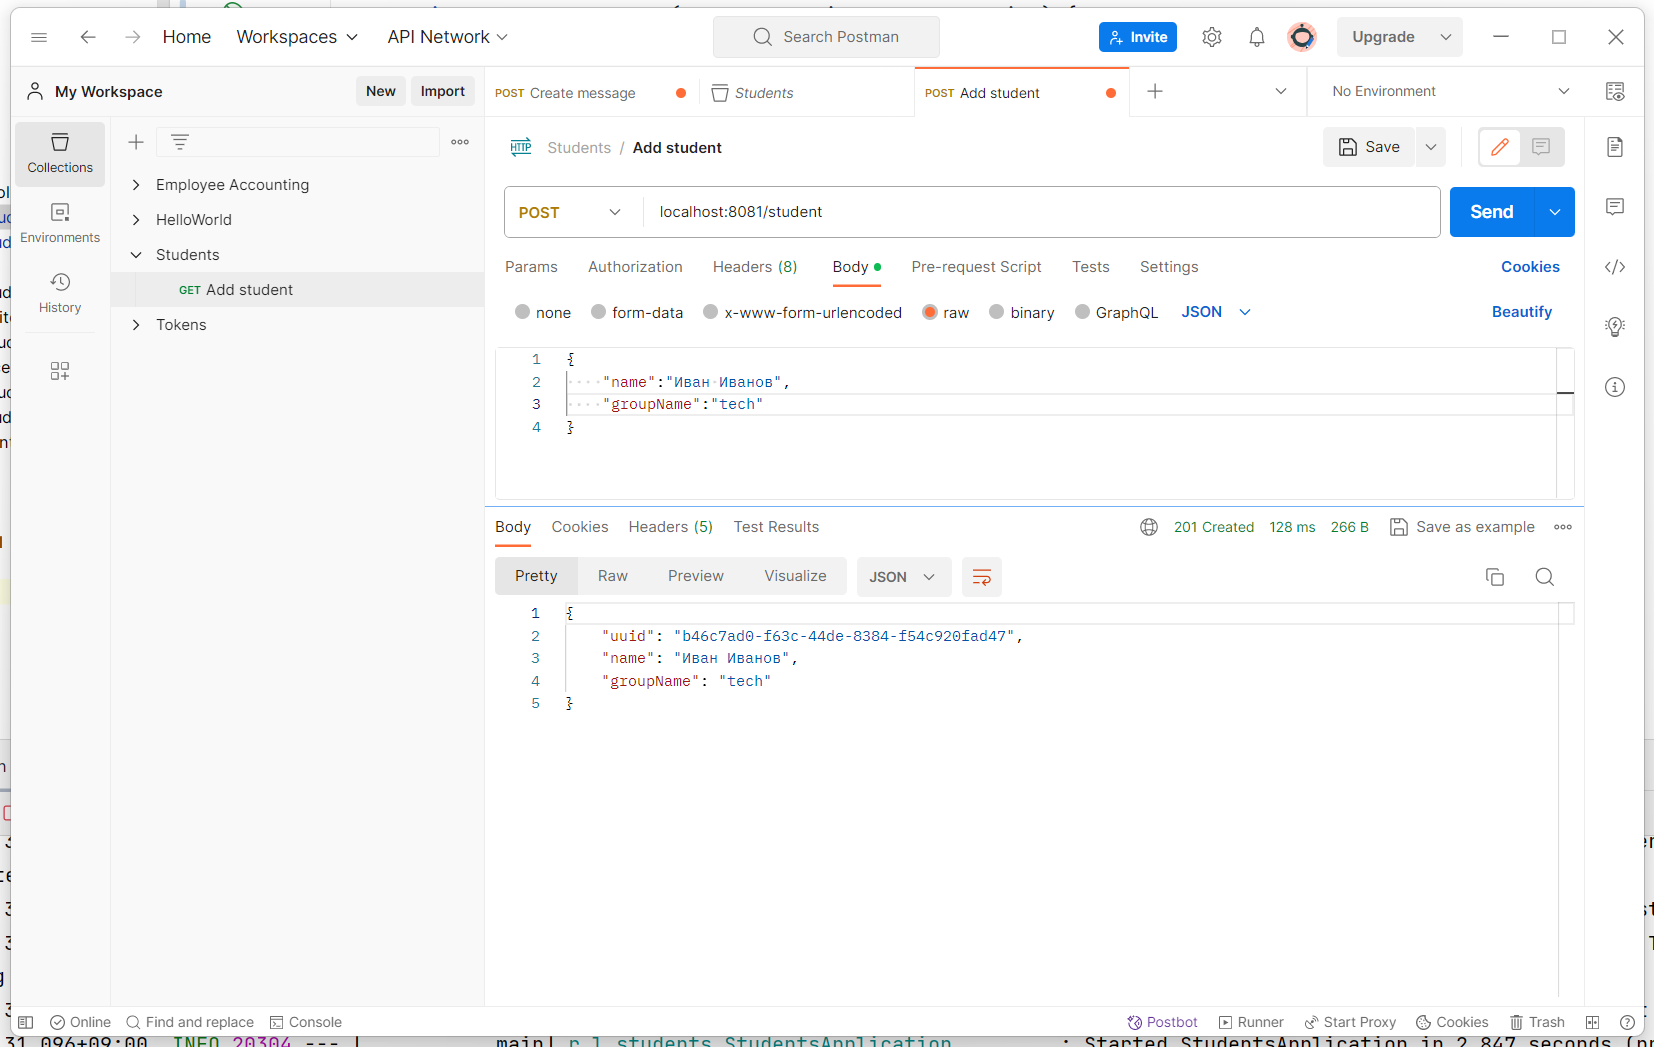 Home Workspaces API Network Search Postman Invite Upgrade
My Workspace New Import POST Create message Students POST Add student No Environment
Collections
Environments
History
Employee Accounting
HelloWorld
Students
GET Add student
Tokens
HTTP Students / Add student Save
POST localhost:8081/student Send
Params Authorization Headers (8) Body Pre-request Script Tests Settings Cookies
none form-data x-www-form-urlencoded raw binary GraphQL JSON Beautify
1 {
2 "name":"Иван Иванов",
3 "groupName":"tech"
4 }
Body Cookies Headers (5) Test Results 201 Created 128 ms 266 B Save as example
Pretty Raw Preview Visualize JSON
1 {
2 "uuid": "b46c7ad0-f63c-44de-8384-f54c920fad47",
3 "name": "Иван Иванов",
4 "groupName": "tech"
5 }
Online Find and replace Console Postbot Runner Start Proxy Cookies Trash
31.096+09:00 INFO 20304 --- [ main] r.l.students.StudentsApplication : Started StudentsApplication in 2.847 seconds